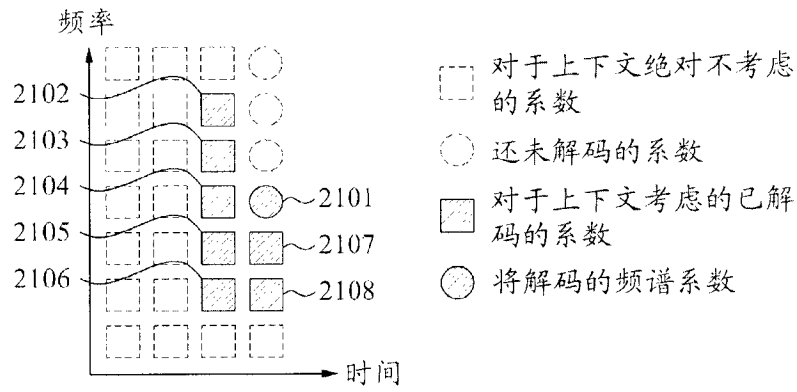 频率
2102
2103
2104
2105
2106
2101
2107
2108
时间
对于上下文绝对不考虑
的系数
还未解码的系数
对于上下文考虑的已解
码的系数
将解码的频谱系数